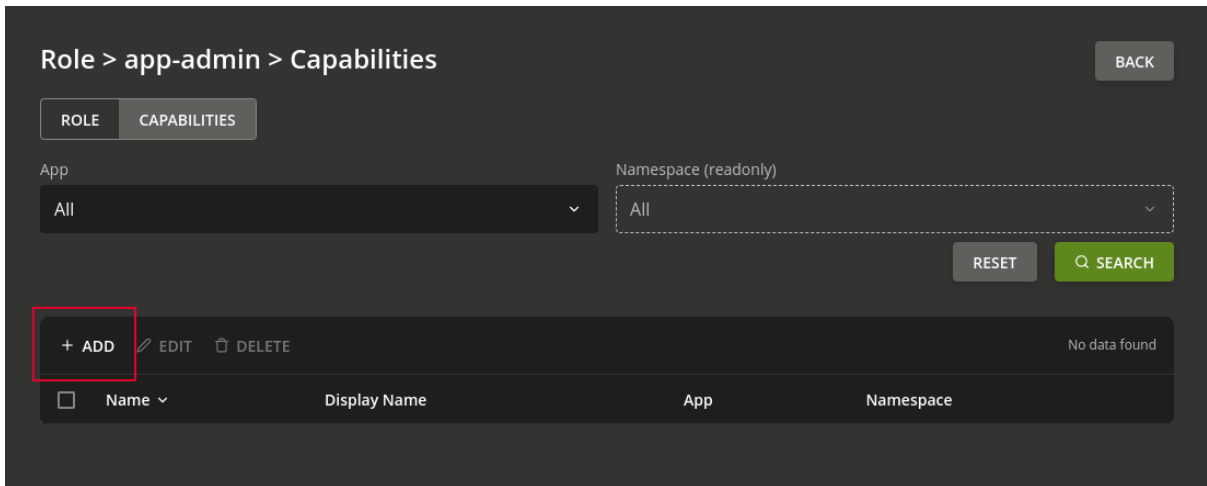 Role > app-admin > Capabilities
BACK
ROLE CAPABILITIES
App
Namespace (readonly)
All
All
RESET
SEARCH
+ ADD EDIT DELETE
No data found
Name Display Name App Namespace